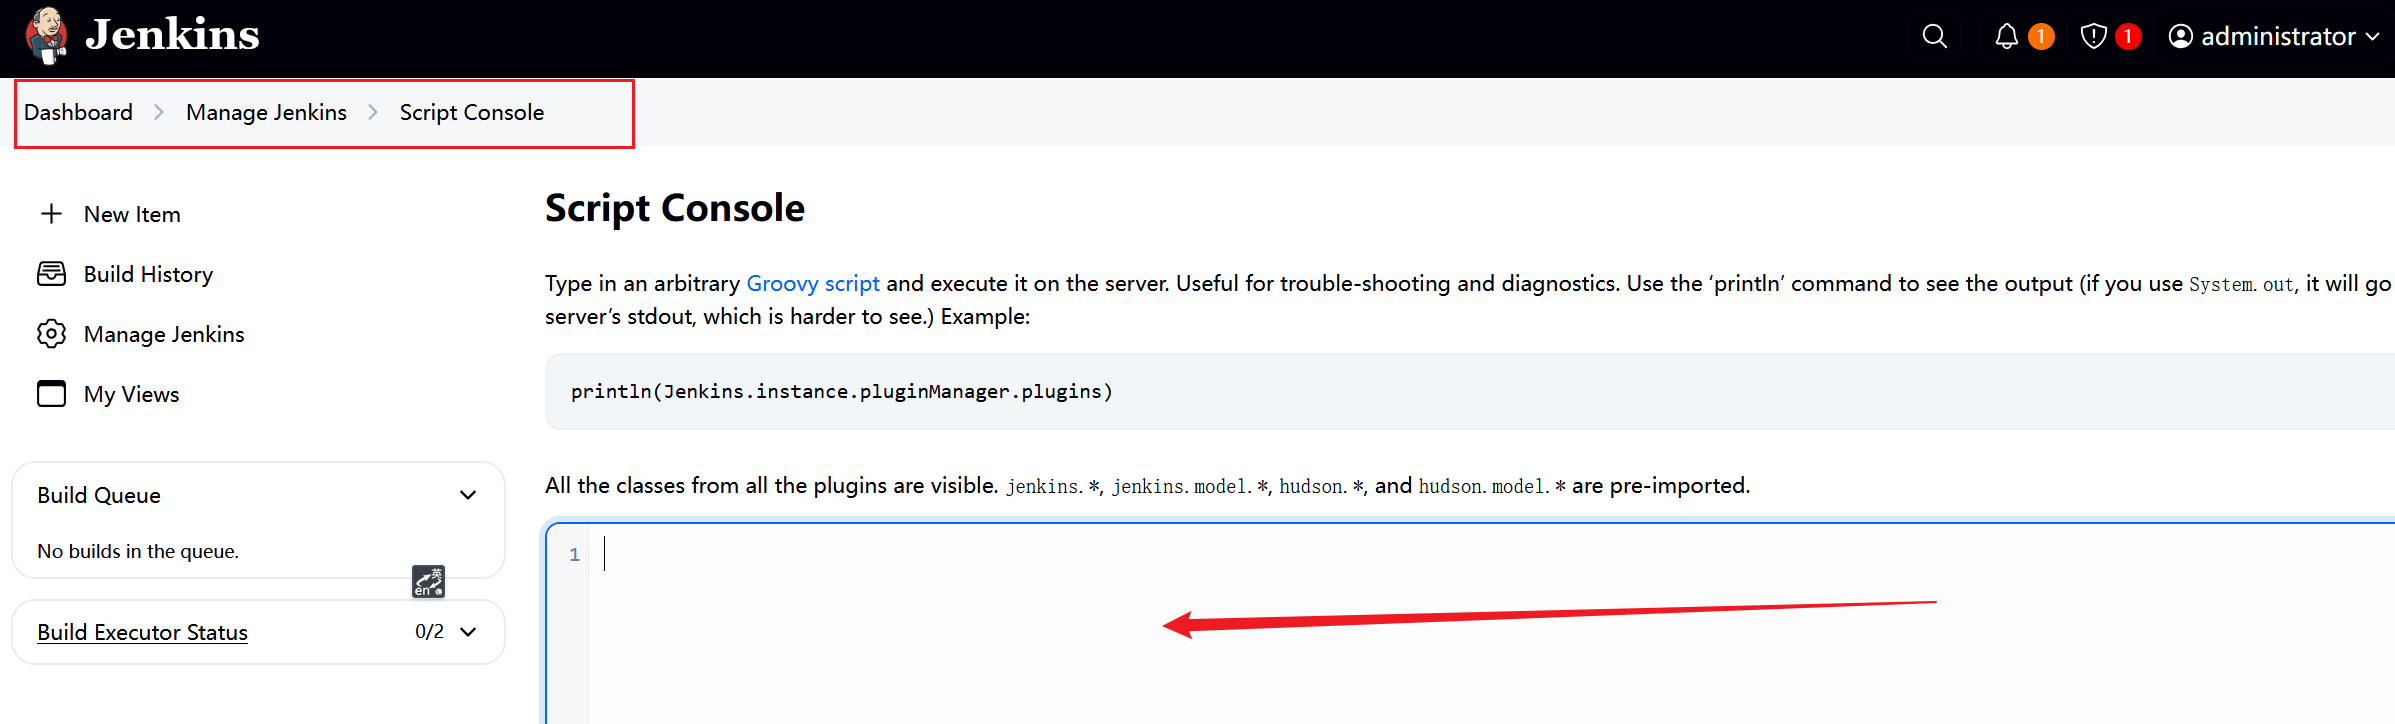 Jenkins
1
1
administrator
Dashboard
Manage Jenkins
Script Console
New Item
Build History
Manage Jenkins
My Views
Build Queue
No builds in the queue.
英
en
Build Executor Status
0/2
Script Console
Type in an arbitrary Groovy script and execute it on the server. Useful for trouble-shooting and diagnostics. Use the ‘println’ command to see the output (if you use System.out, it will go
server’s stdout, which is harder to see.) Example:
println(Jenkins.instance.pluginManager.plugins)
All the classes from all the plugins are visible. jenkins.*, jenkins.model.*, hudson.*, and hudson.model.* are pre-imported.
1